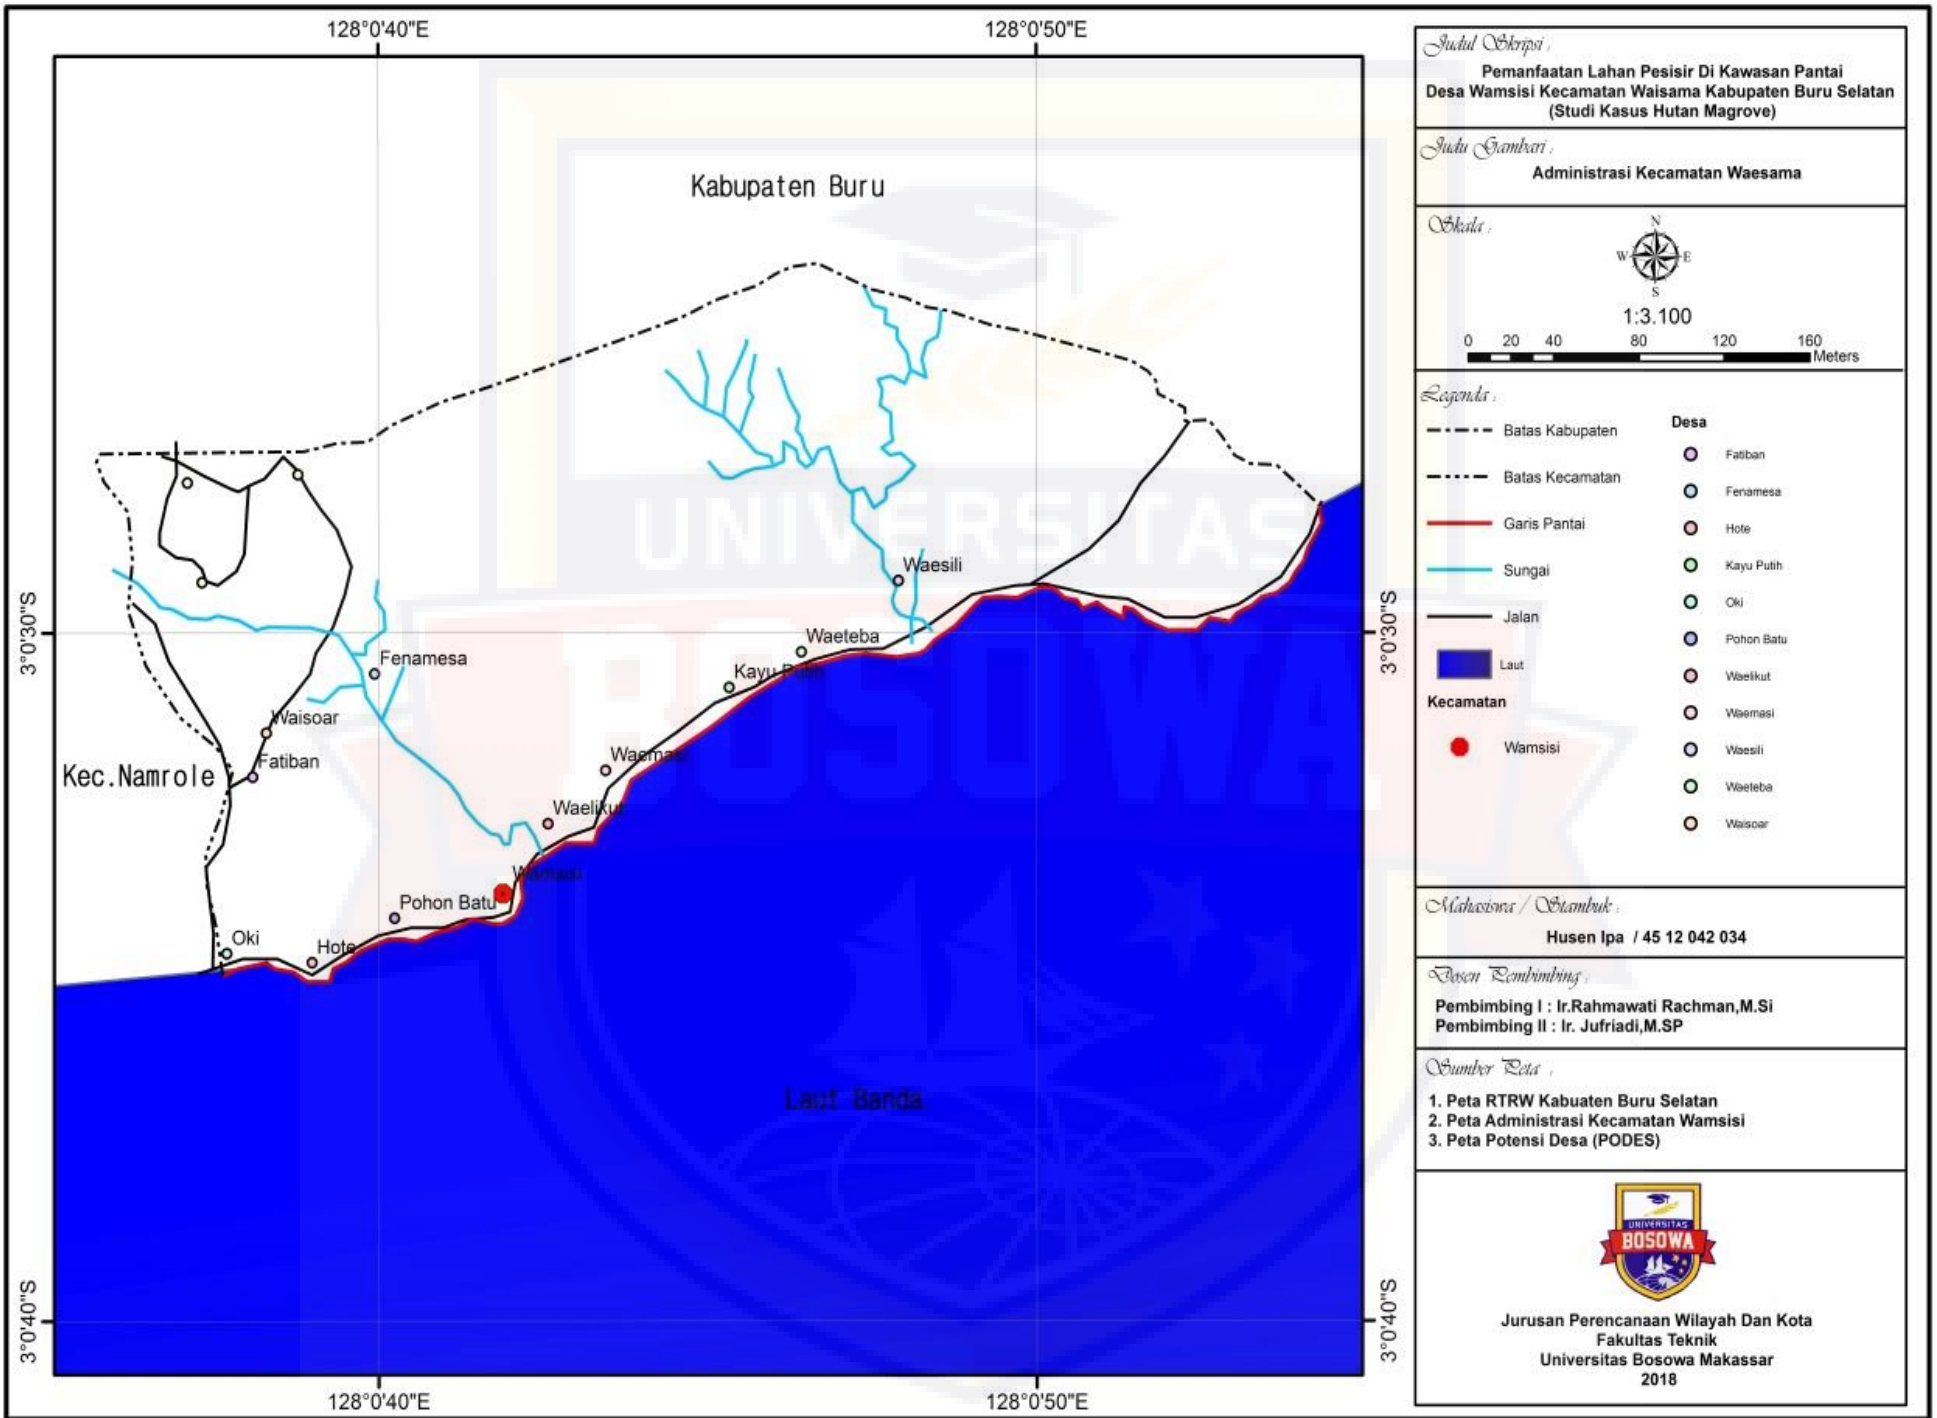 128°0'40"E
128°0'50"E
Kabupaten Buru
UNIVERSITAS
BOSOWA
3°0'30"S
3°0'30"S
Waesili
Waeteba
Kayu Putih
Fenamesa
Waisoar
Fatiban
Kec.Namrole
Waemasi
Waelikut
Wamsisi
Pohon Batu
Oki
Hote
Laut Banda
3°0'40"S
3°0'40"S
128°0'40"E
128°0'50"E
Judul Skripsi :
Pemanfaatan Lahan Pesisir Di Kawasan Pantai
Desa Wamsisi Kecamatan Waisama Kabupaten Buru Selatan
(Studi Kasus Hutan Magrove)
Judu Gambari :
Administrasi Kecamatan Waesama
Skala :
N
W
E
S
1:3.100
0 20 40 80 120 160
Meters
Legenda :
Batas Kabupaten
Batas Kecamatan
Garis Pantai
Sungai
Jalan
Laut
Kecamatan
Wamsisi
Desa
Fatiban
Fenamesa
Hote
Kayu Putih
Oki
Pohon Batu
Waelikut
Waemasi
Waesili
Waeteba
Waisoar
Mahasiswa / Stambuk :
Husen Ipa / 45 12 042 034
Dosen Pembimbing :
Pembimbing I : Ir.Rahmawati Rachman,M.Si
Pembimbing II : Ir. Jufriadi,M.SP
Sumber Peta :
1. Peta RTRW Kabuaten Buru Selatan
2. Peta Administrasi Kecamatan Wamsisi
3. Peta Potensi Desa (PODES)
UNIVERSITAS
BOSOWA
Jurusan Perencanaan Wilayah Dan Kota
Fakultas Teknik
Universitas Bosowa Makassar
2018